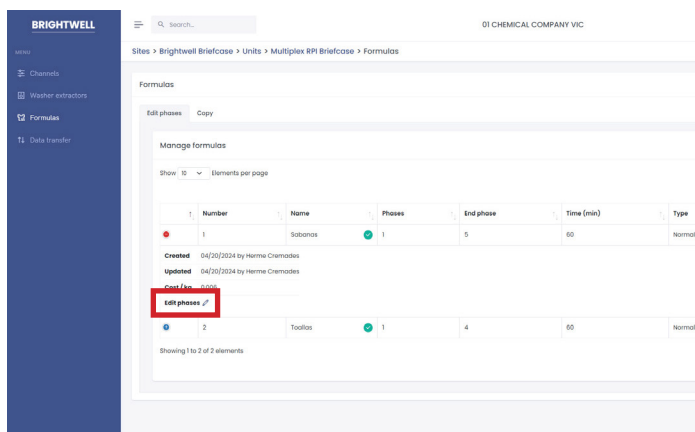 BRIGHTWELL
Search...
01 CHEMICAL COMPANY VIC
MENU
Channels
Washer extractors
Formulas
Data transfer
Sites > Brightwell Briefcase > Units > Multiplex RPI Briefcase > Formulas
Formulas
Edit phases Copy
Manage formulas
Show 10 Elements per page
Number Name Phases End phase Time (min) Type
1 Sabanas 1 5 60 Normal
Created 04/20/2024 by Herme Cremades
Updated 04/20/2024 by Herme Cremades
Cost / kg 0.006
Edit phases
2 Toallas 1 4 60 Normal
Showing 1 to 2 of 2 elements